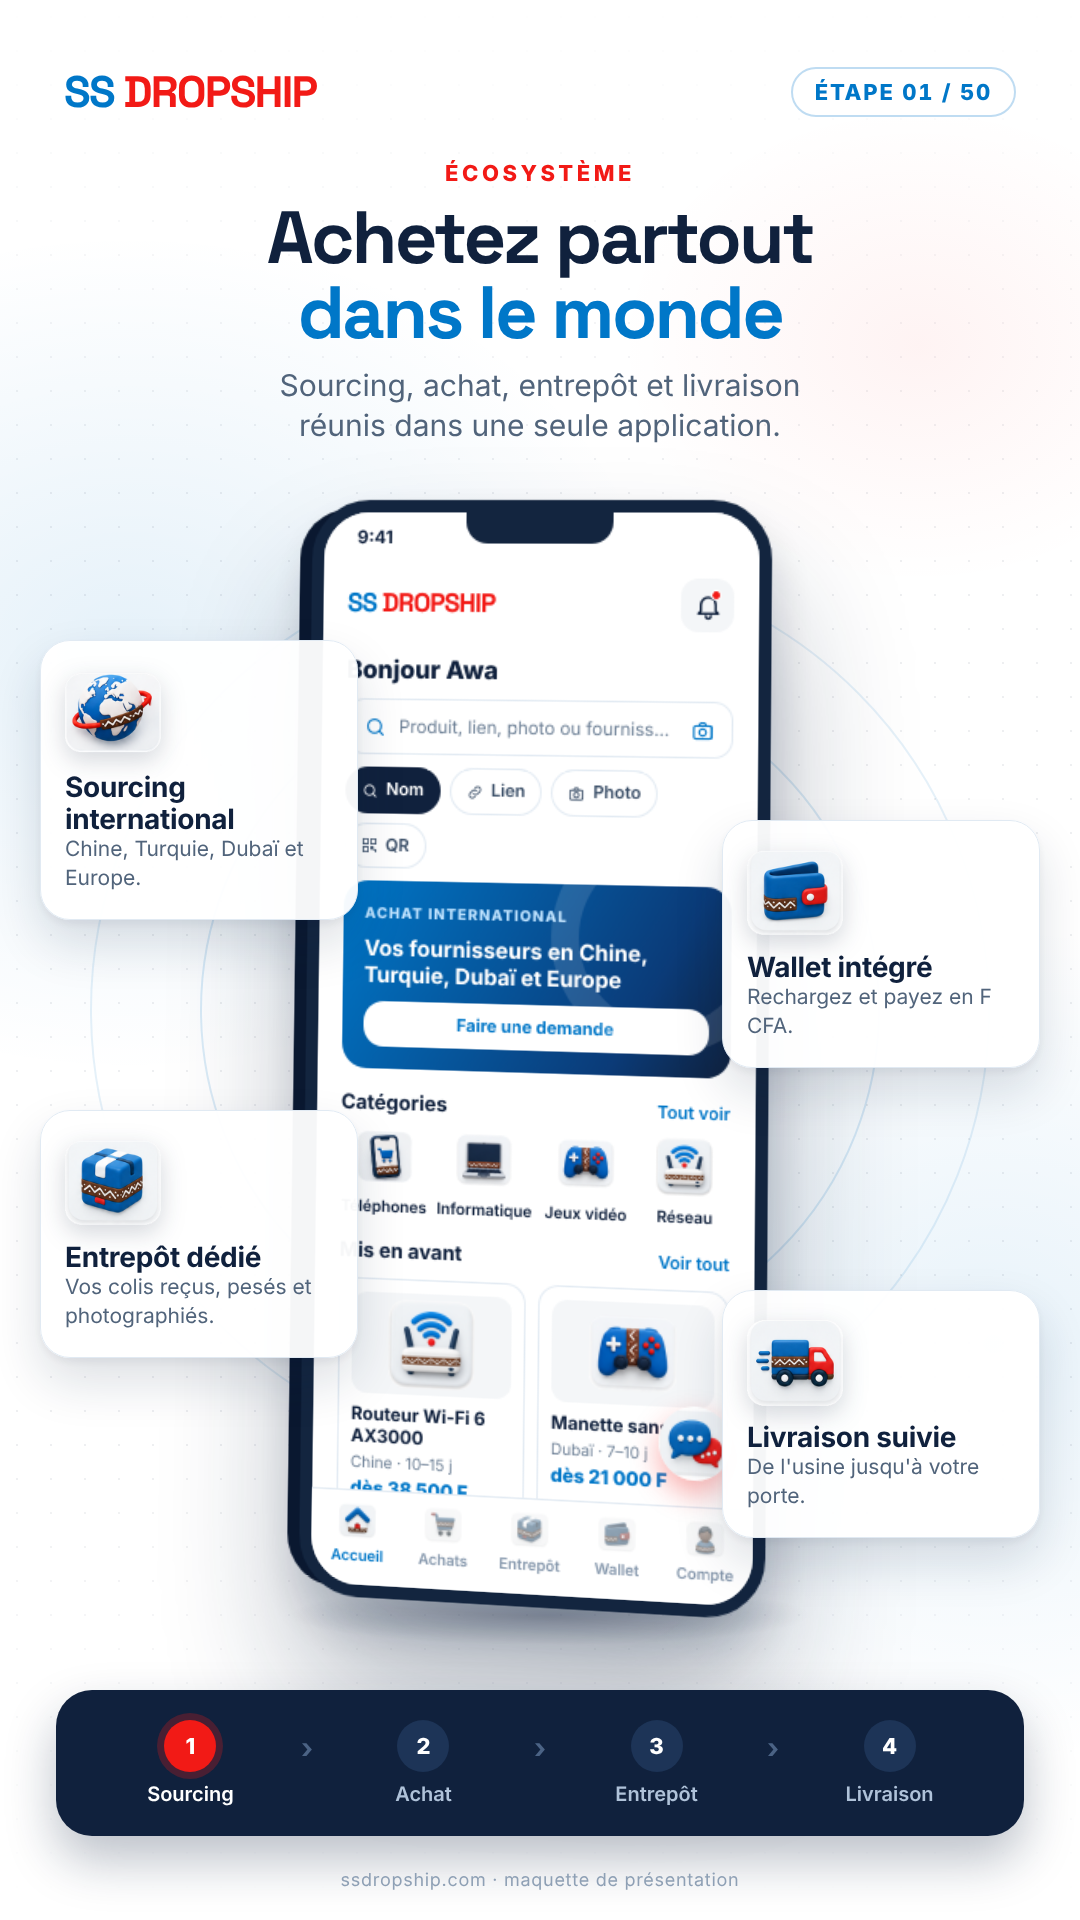 SS DROPSHIP
ÉTAPE 01 / 50
ÉCOSYSTÈME
Achetez partout
dans le monde
Sourcing, achat, entrepôt et livraison
réunis dans une seule application.
9:41
SS DROPSHIP
Bonjour Awa
Produit, lien, photo ou fourniss...
Nom
Lien
Photo
QR
ACHAT INTERNATIONAL
Vos fournisseurs en Chine,
Turquie, Dubaï et Europe
Faire une demande
Catégories
Tout voir
Téléphones
Informatique
Jeux vidéo
Réseau
Mis en avant
Voir tout
Routeur Wi-Fi 6
AX3000
Chine · 10–15 j
dès 38 500 F
Manette sans
Dubaï · 7–10 j
dès 21 000 F
Accueil
Achats
Entrepôt
Wallet
Compte
Sourcing
international
Chine, Turquie, Dubaï et
Europe.
Wallet intégré
Rechargez et payez en F
CFA.
Entrepôt dédié
Vos colis reçus, pesés et
photographiés.
Livraison suivie
De l'usine jusqu'à votre
porte.
1
Sourcing
›
2
Achat
›
3
Entrepôt
›
4
Livraison
ssdropship.com · maquette de présentation